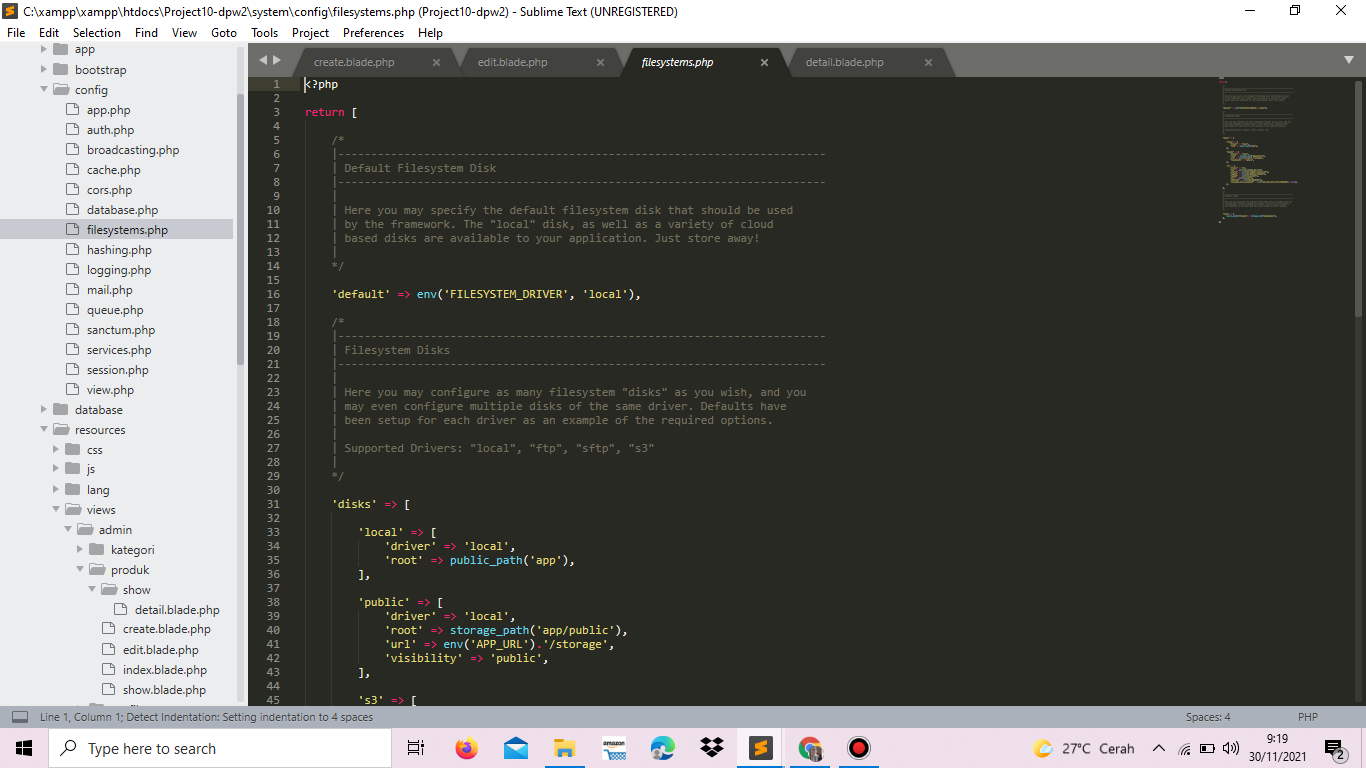 C:\xampp\xampp\htdocs\Project10-dpw2\system\config\filesystems.php (Project10-dpw2) - Sublime Text (UNREGISTERED)
File Edit Selection Find View Goto Tools Project Preferences Help
app
bootstrap
config
app.php
auth.php
broadcasting.php
cache.php
cors.php
database.php
filesystems.php
hashing.php
logging.php
mail.php
queue.php
sanctum.php
services.php
session.php
view.php
database
resources
css
js
lang
views
admin
kategori
produk
show
detail.blade.php
create.blade.php
edit.blade.php
index.blade.php
show.blade.php
create.blade.php × edit.blade.php × filesystems.php × detail.blade.php ×
1 <?php
2
3 return [
4
5 /*
6 |--------------------------------------------------------------------------
7 | Default Filesystem Disk
8 |--------------------------------------------------------------------------
9 |
10 | Here you may specify the default filesystem disk that should be used
11 | by the framework. The "local" disk, as well as a variety of cloud
12 | based disks are available to your application. Just store away!
13 |
14 */
15
16 'default' => env('FILESYSTEM_DRIVER', 'local'),
17
18 /*
19 |--------------------------------------------------------------------------
20 | Filesystem Disks
21 |--------------------------------------------------------------------------
22 |
23 | Here you may configure as many filesystem "disks" as you wish, and you
24 | may even configure multiple disks of the same driver. Defaults have
25 | been setup for each driver as an example of the required options.
26 |
27 | Supported Drivers: "local", "ftp", "sftp", "s3"
28 |
29 */
30
31 'disks' => [
32
33 'local' => [
34 'driver' => 'local',
35 'root' => public_path('app'),
36 ],
37
38 'public' => [
39 'driver' => 'local',
40 'root' => storage_path('app/public'),
41 'url' => env('APP_URL').'/storage',
42 'visibility' => 'public',
43 ],
44
45 's3' => [
Line 1, Column 1; Detect Indentation: Setting indentation to 4 spaces
Spaces: 4 PHP
Type here to search
amazon
27°C Cerah
9:19
30/11/2021
2